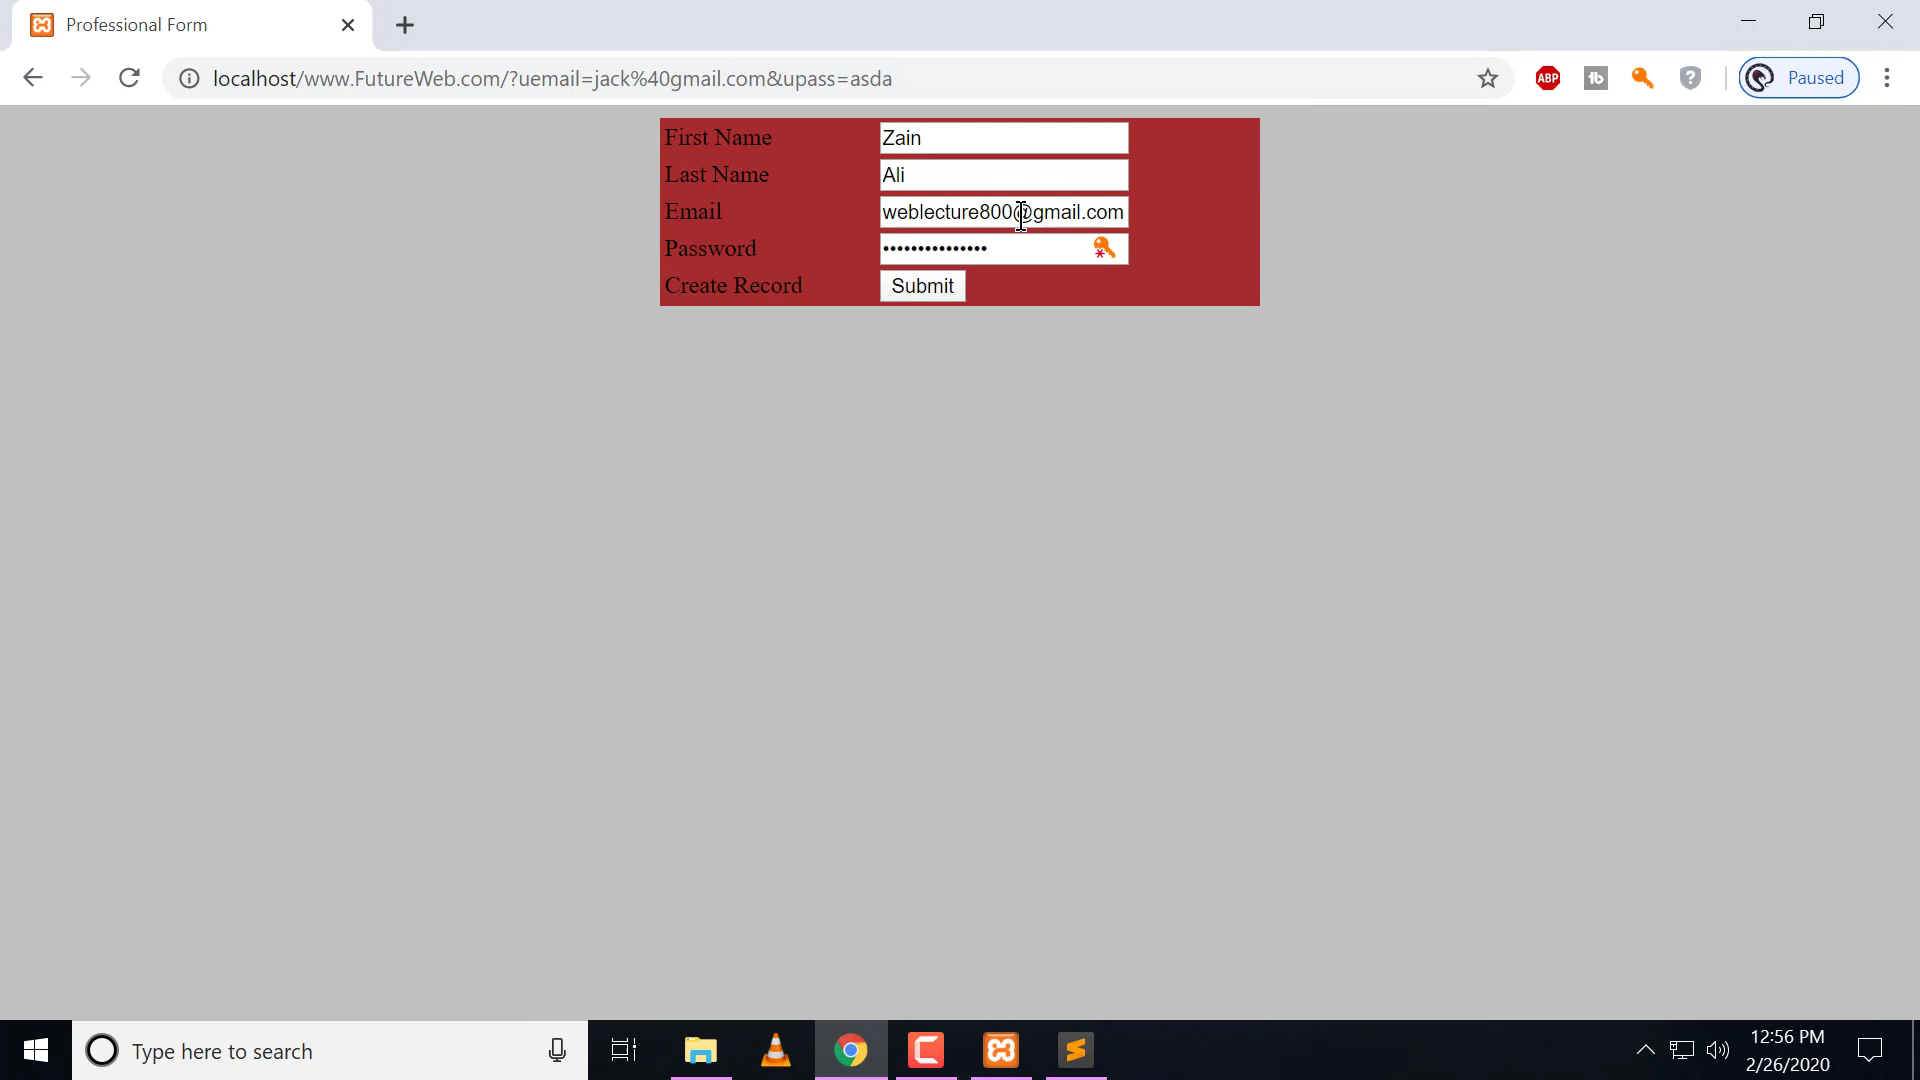 Professional Form
localhost/www.FutureWeb.com/?uemail=jack%40gmail.com&upass=asda
ABP
Paused
First Name
Zain
Last Name
Ali
Email
weblecture800@gmail.com
Password
•••••••••••••••
Create Record
Submit
Type here to search
12:56 PM
2/26/2020